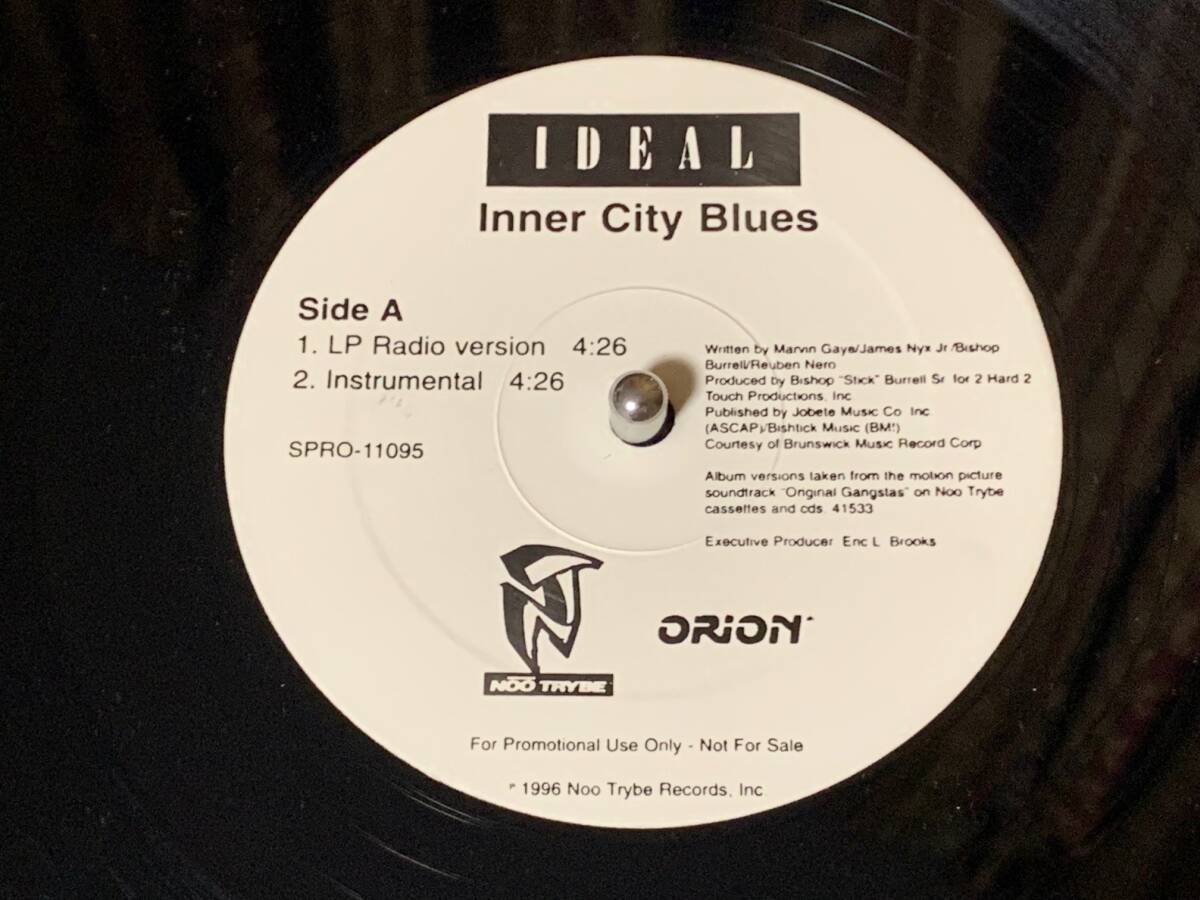 IDEAL
Inner City Blues
Side A
1. LP Radio version 4:26
2. Instrumental 4:26
SPRO-11095
Written by Marvin Gaye/James Nyx Jr /Bishop
Burrell/Reuben Nero
Produced by Bishop "Stick" Burrell Sr for 2 Hard 2
Touch Productions, Inc
Published by Jobete Music Co Inc
(ASCAP)/Bishtick Music (BMI)
Courtesy of Brunswick Music Record Corp
Album versions taken from the motion picture
soundtrack "Original Gangstas" on Noo Trybe
cassettes and cds. 41533
Executive Producer Eric L Brooks
NOO TRYBE
ORION
For Promotional Use Only - Not For Sale
℗ 1996 Noo Trybe Records, Inc